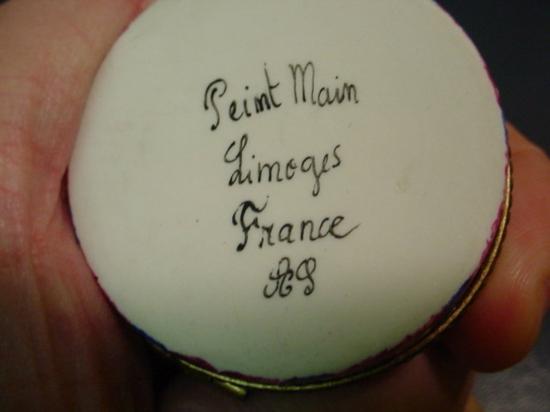 Peint Main
Limoges
France